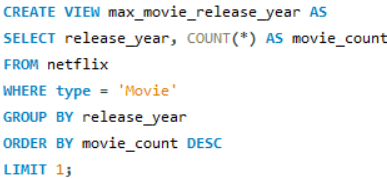 CREATE VIEW max_movie_release_year AS
SELECT release_year, COUNT(*) AS movie_count
FROM netflix
WHERE type = 'Movie'
GROUP BY release_year
ORDER BY movie_count DESC
LIMIT 1;